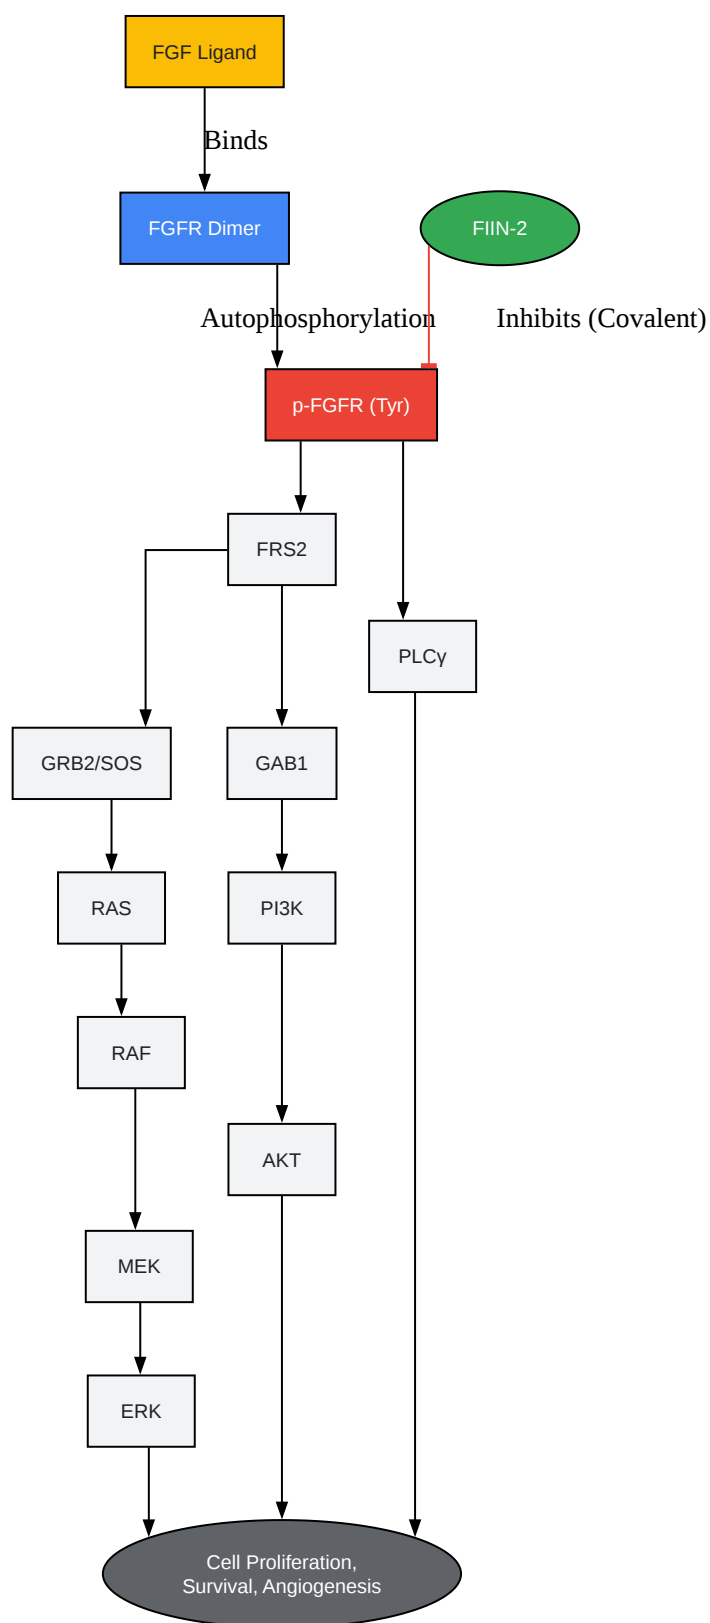 FGF Ligand
Binds
FGFR Dimer
FIIN-2
Autophosphorylation
Inhibits (Covalent)
p-FGFR (Tyr)
FRS2
PLCγ
GRB2/SOS
GAB1
RAS
PI3K
RAF
AKT
MEK
ERK
Cell Proliferation,
Survival, Angiogenesis